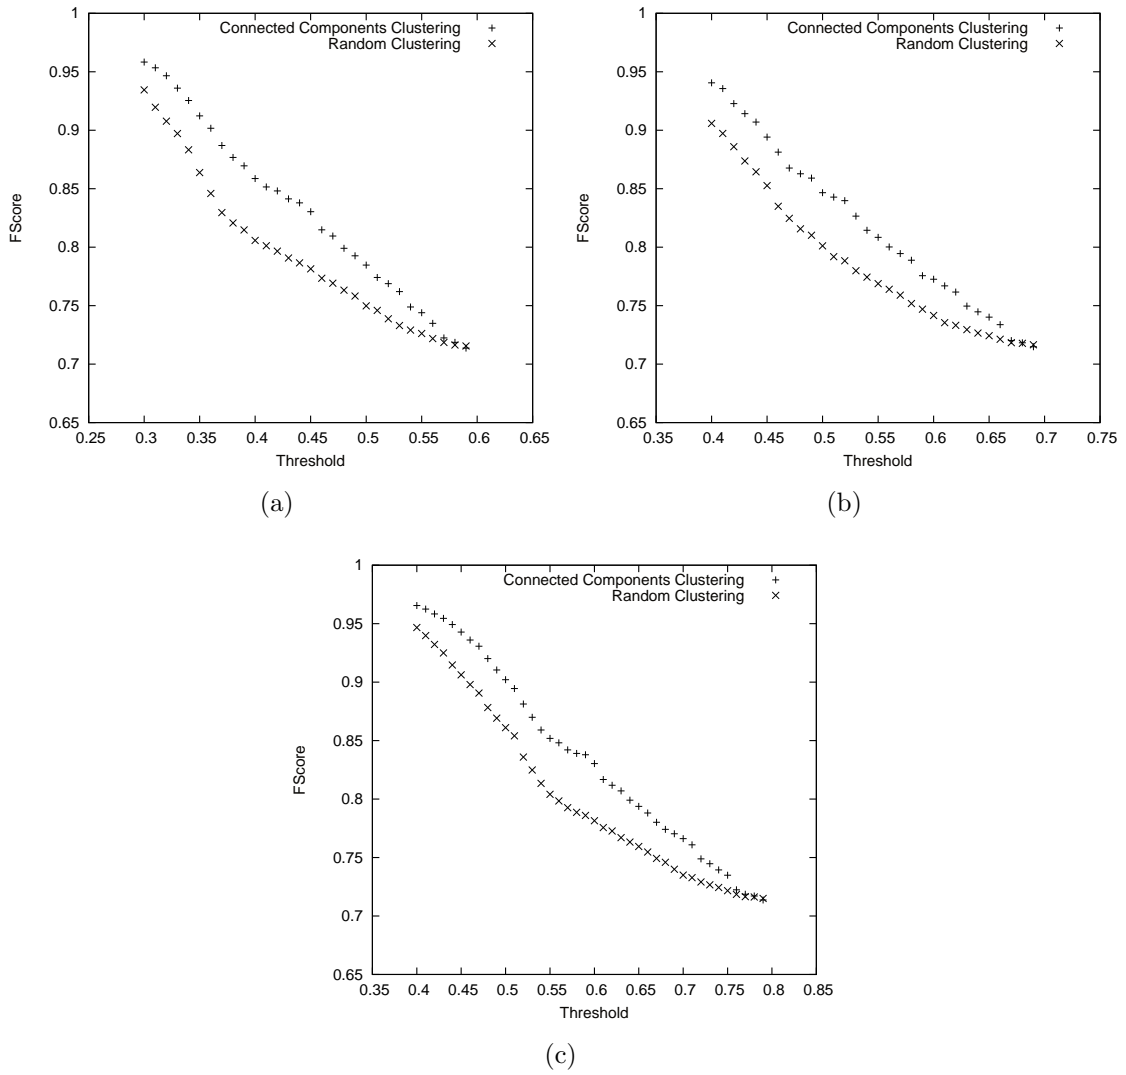 1
0.95
0.9
0.85
0.8
0.75
0.7
0.65
FScore
0.25 0.3 0.35 0.4 0.45 0.5 0.55 0.6 0.65
Threshold
Connected Components Clustering
Random Clustering
(a)
1
0.95
0.9
0.85
0.8
0.75
0.7
0.65
FScore
0.35 0.4 0.45 0.5 0.55 0.6 0.65 0.7 0.75
Threshold
Connected Components Clustering
Random Clustering
(b)
1
0.95
0.9
0.85
0.8
0.75
0.7
0.65
FScore
0.35 0.4 0.45 0.5 0.55 0.6 0.65 0.7 0.75 0.8 0.85
Threshold
Connected Components Clustering
Random Clustering
(c)